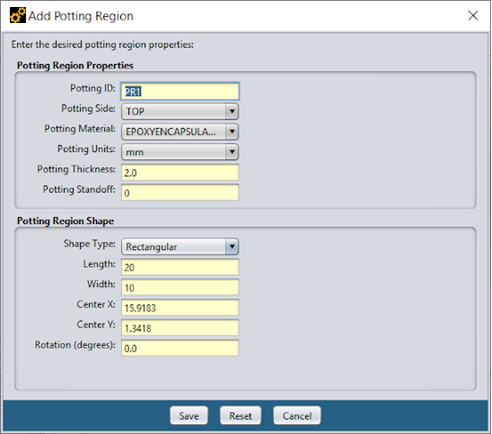 Add Potting Region
Enter the desired potting region properties:
Potting Region Properties
Potting ID: PR1
Potting Side: TOP
Potting Material: EPOXYENCAPSULA...
Potting Units: mm
Potting Thickness: 2.0
Potting Standoff: 0
Potting Region Shape
Shape Type: Rectangular
Length: 20
Width: 10
Center X: 15.9183
Center Y: 1.3418
Rotation (degrees): 0.0
Save Reset Cancel